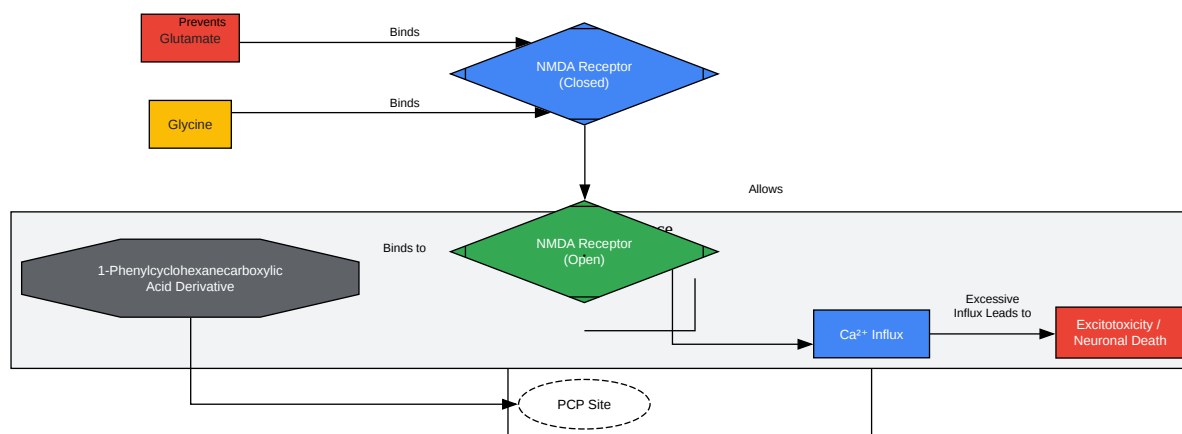 Prevents
Glutamate
Binds
NMDA Receptor
(Closed)
Binds
Glycine
Allows
NMDA Receptor
(Open)
Binds to
1-Phenylcyclohexanecarboxylic
Acid Derivative
Excessive
Influx Leads to
Ca²⁺ Influx
Excitotoxicity /
Neuronal Death
PCP Site